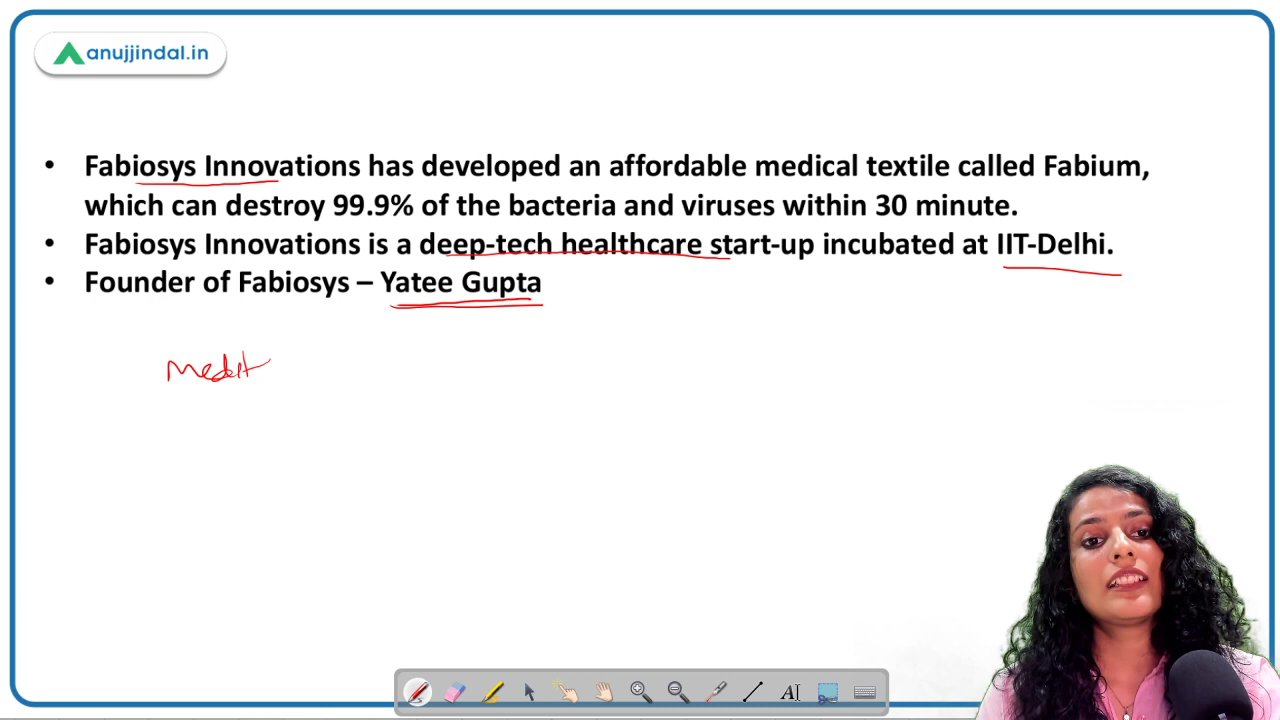 anujjindal.in
• Fabiosys Innovations has developed an affordable medical textile called Fabium,
which can destroy 99.9% of the bacteria and viruses within 30 minute.
• Fabiosys Innovations is a deep-tech healthcare start-up incubated at IIT-Delhi.
• Founder of Fabiosys – Yatee Gupta